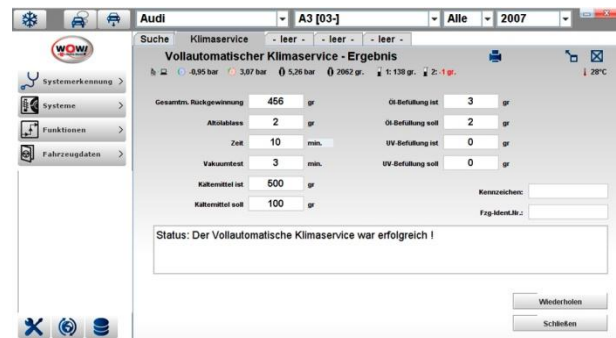 Audi A3 [03-] Alle 2007
Suche Klimaservice - leer - - leer - - leer -
WOW!
Vollautomatischer Klimaservice - Ergebnis
-0,95 bar 3,07 bar 5,26 bar 2062 gr. 1: 138 gr. 2: -1 gr. 28°C
Systemerkennung >
Systeme >
Funktionen >
Fahrzeugdaten >
Gesamtm. Rückgewinnung 456 gr Öl-Befüllung ist 3 gr
Altölablass 2 gr Öl-Befüllung soll 2 gr
Zeit 10 min. UV-Befüllung ist 0 gr
Vakuumtest 3 min. UV-Befüllung soll 0 gr
Kältemittel ist 500 gr
Kältemittel soll 100 gr
Kennzeichen:
Fzg-Ident.Nr.:
Status: Der Vollautomatische Klimaservice war erfolgreich !
Wiederholen
Schließen